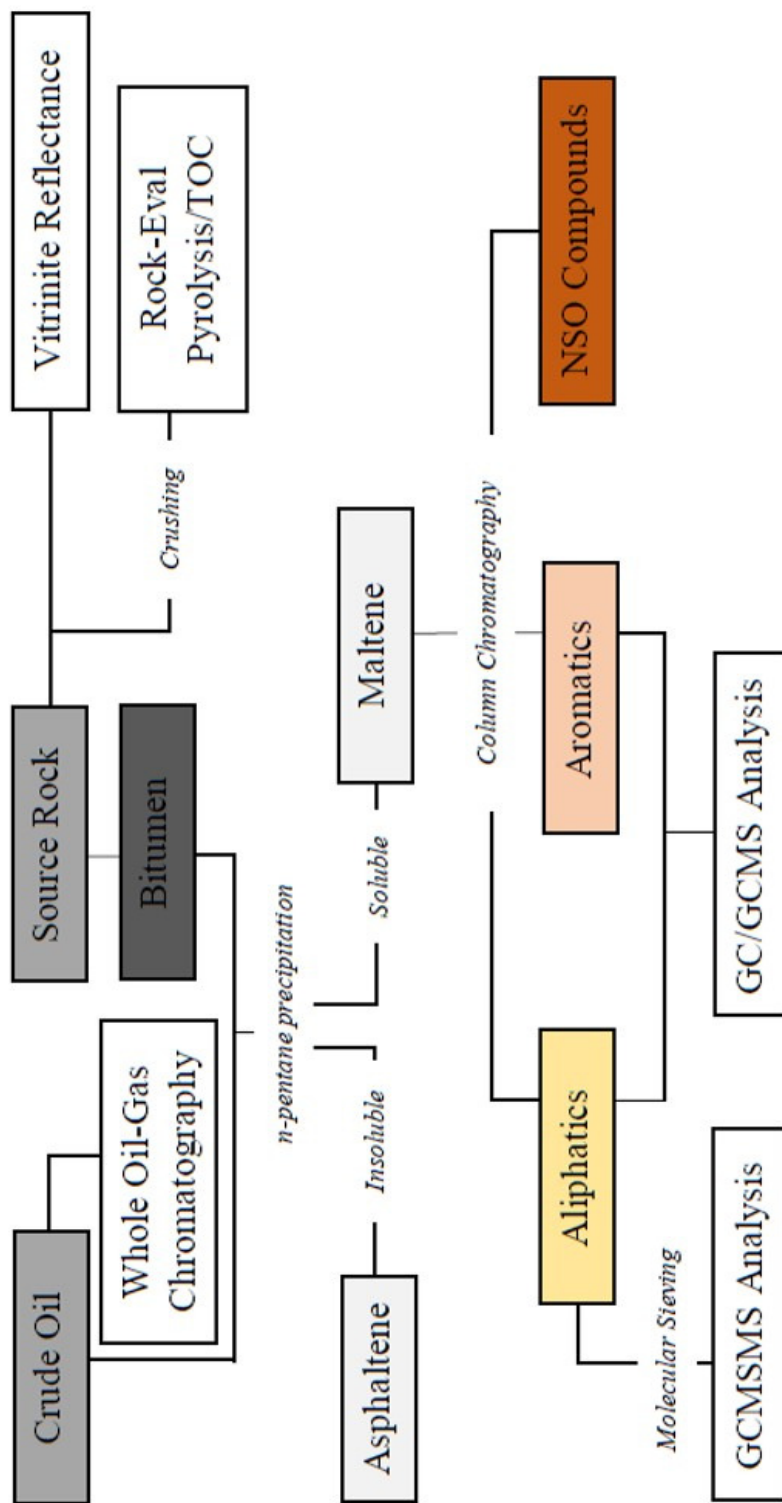 Crude Oil
Source Rock
Vitrinite Reflectance
Whole Oil-Gas
Chromatography
Bitumen
Crushing
Rock-Eval
Pyrolysis/TOC
n-pentane precipitation
Asphaltene
Insoluble
Soluble
Maltene
Column Chromatography
Aliphatics
Aromatics
NSO Compounds
Molecular Sieving
GCMSMS Analysis
GC/GCMS Analysis